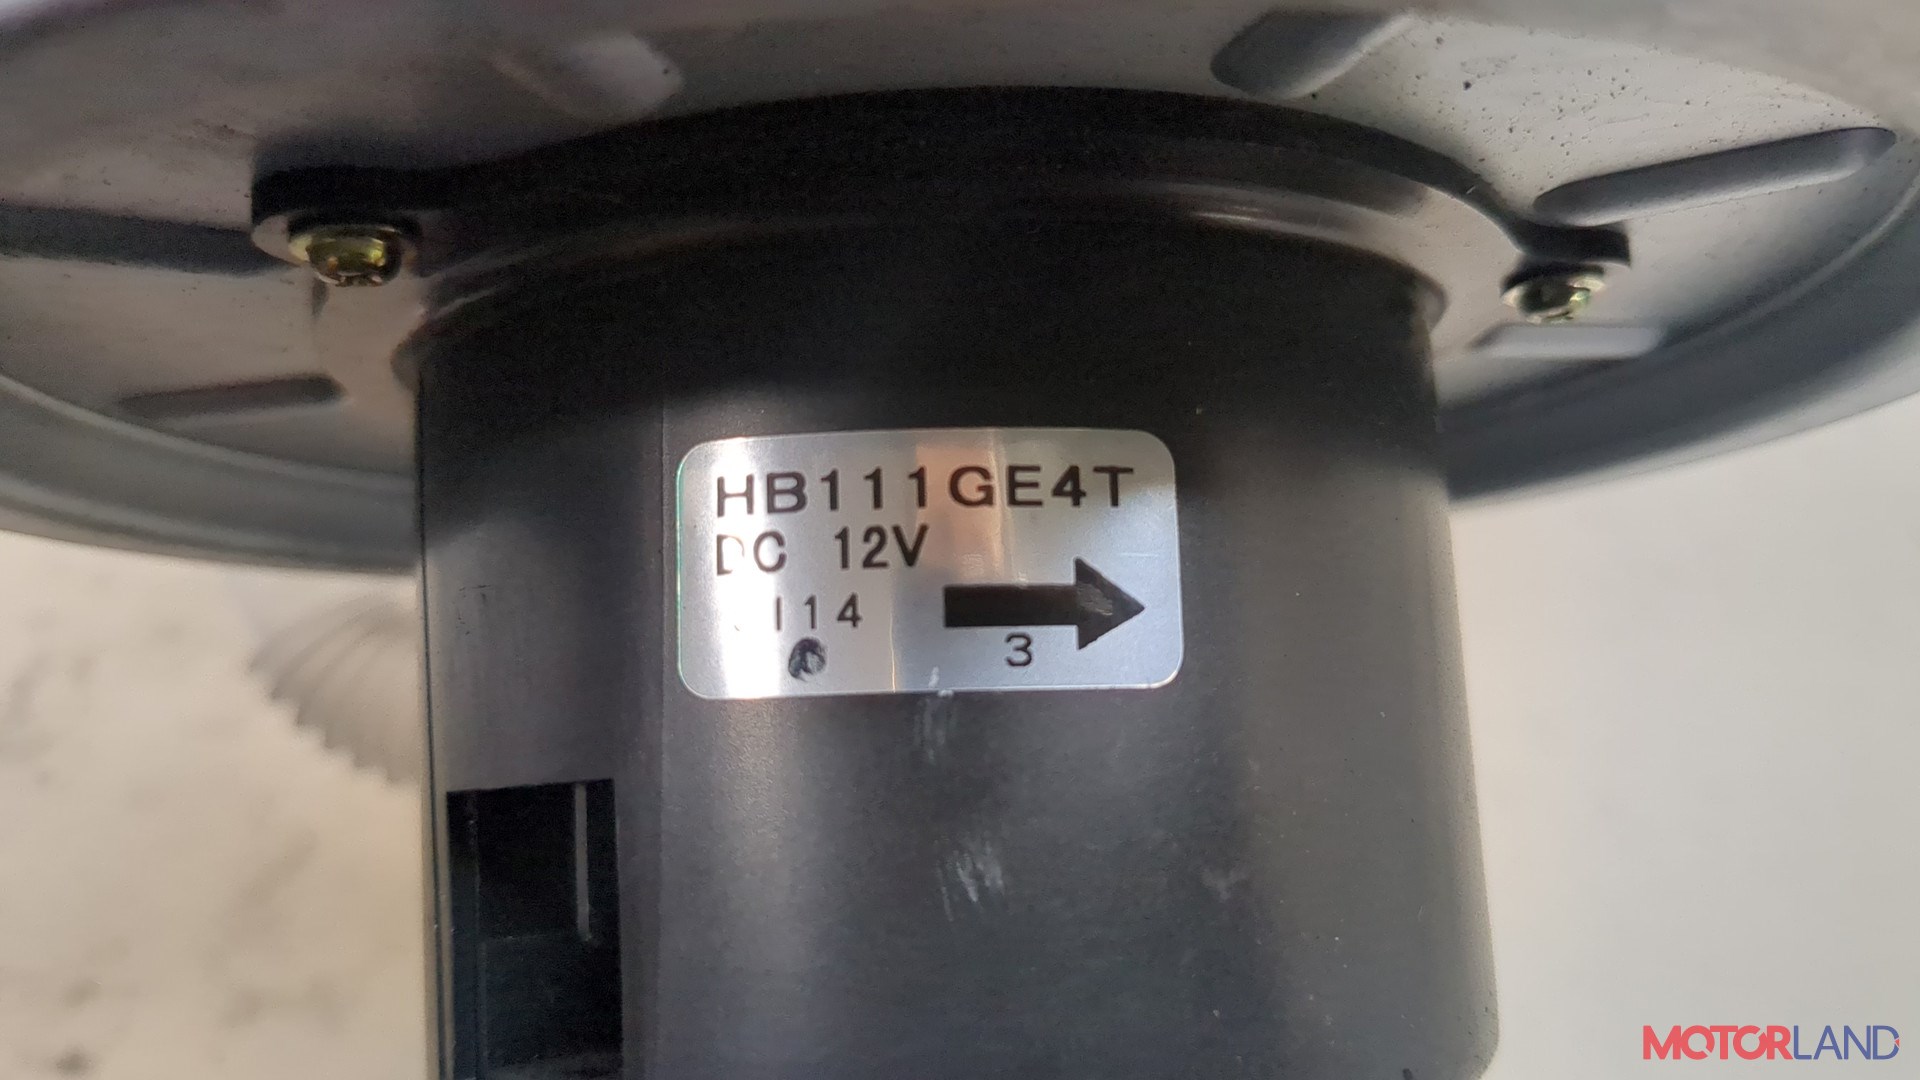 HB111GE4T
DC 12V
114
3
MOTORLAND